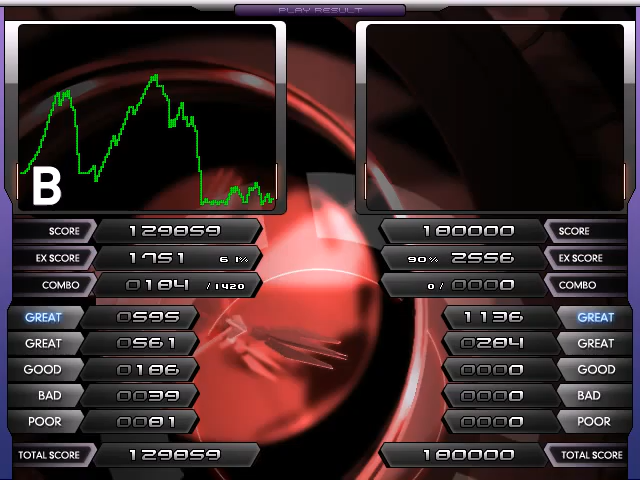 PLAY RESULT
B
SCORE 129859 180000 SCORE
EX SCORE 1751 61% 90% 2556 EX SCORE
COMBO 0184 /1420 0/ 0000 COMBO
GREAT 0595 1136 GREAT
GREAT 0561 0284 GREAT
GOOD 0186 0000 GOOD
BAD 0039 0000 BAD
POOR 0081 0000 POOR
TOTAL SCORE 129859 180000 TOTAL SCORE